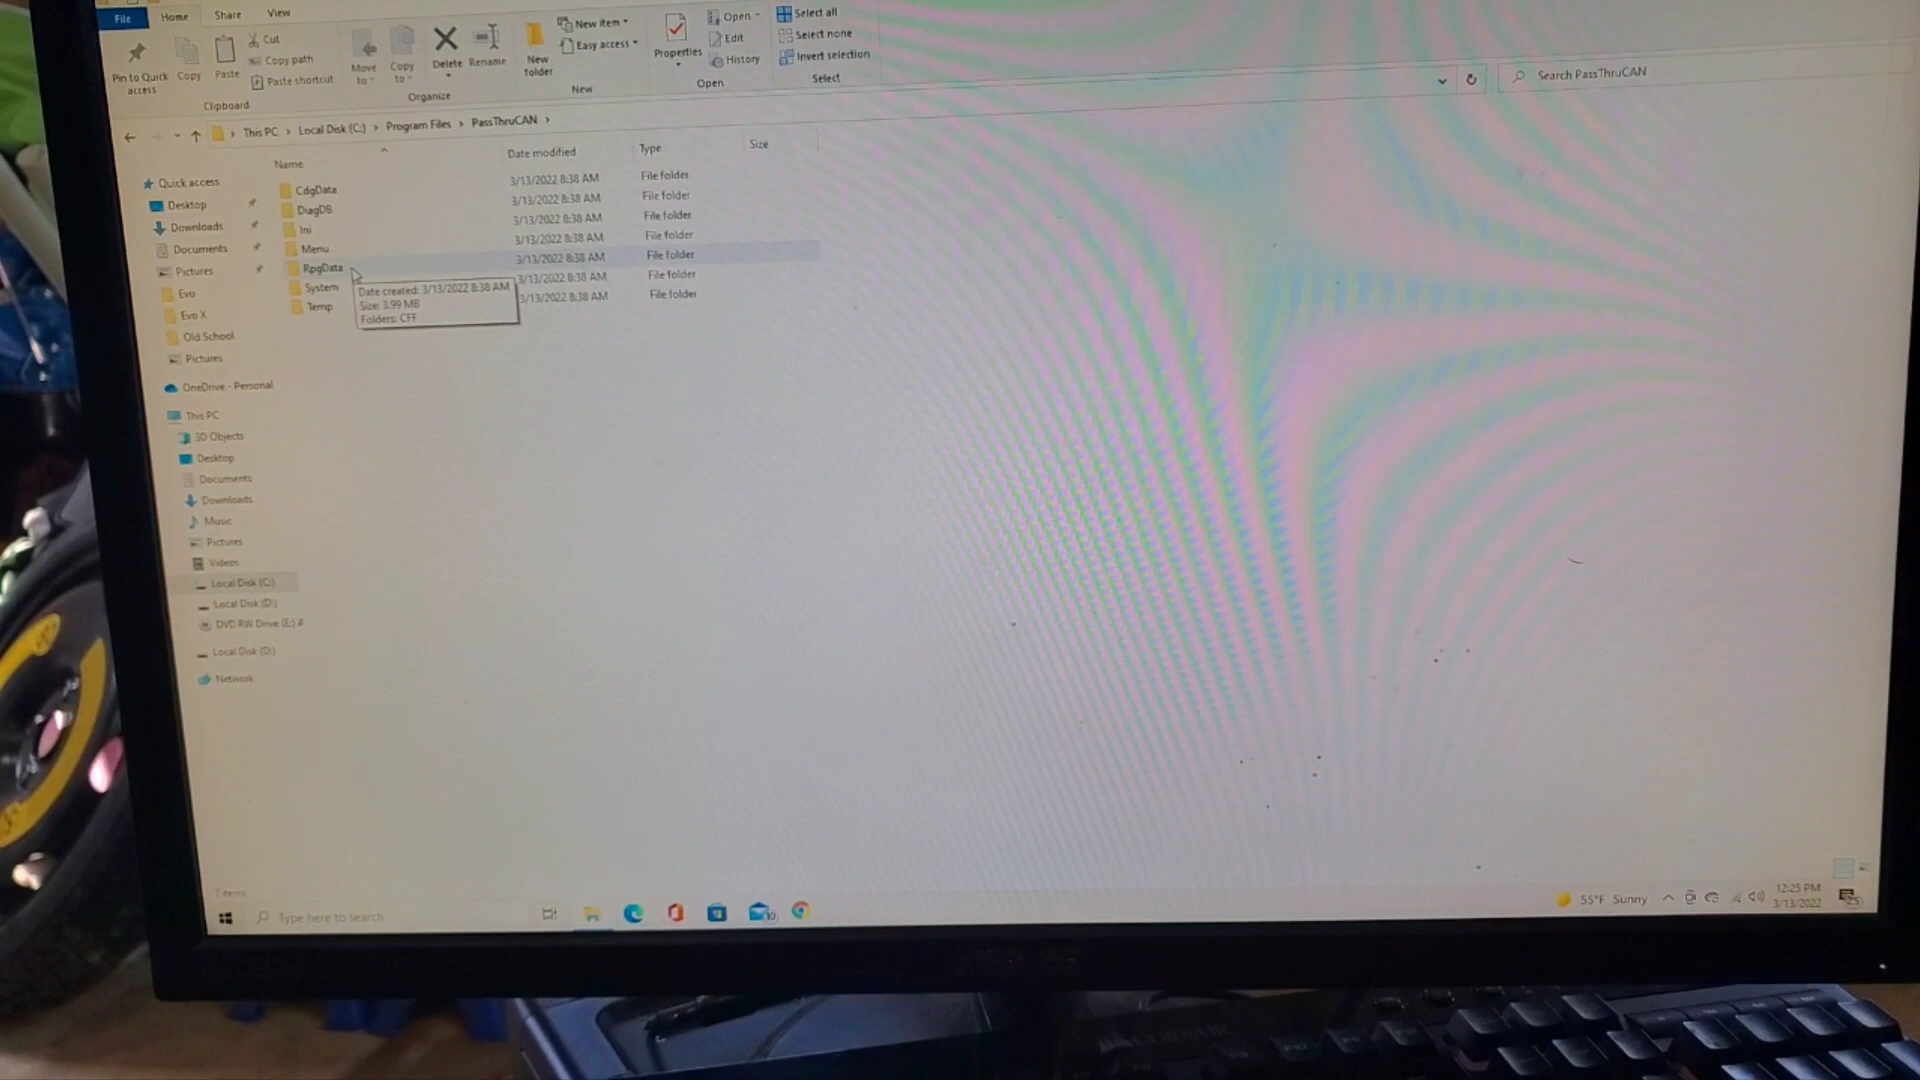 File Home Share View
Pin to Quick access
Copy
Paste
Cut
Copy path
Paste shortcut
Clipboard
Move to
Copy to
Delete
Rename
Organize
New folder
New item
Easy access
New
Properties
Open
Edit
History
Open
Select all
Select none
Invert selection
Select
This PC > Local Disk (C:) > Program Files > PassThruCAN >
Search PassThruCAN
Name Date modified Type Size
CdgData 3/13/2022 8:38 AM File folder
DiagDB 3/13/2022 8:38 AM File folder
Ini 3/13/2022 8:38 AM File folder
Menu 3/13/2022 8:38 AM File folder
RpgData 3/13/2022 8:38 AM File folder
System 3/13/2022 8:38 AM File folder
Temp 3/13/2022 8:38 AM File folder
Date created: 3/13/2022 8:38 AM
Size: 3.99 MB
Folders: CFF
Quick access
Desktop
Downloads
Documents
Pictures
Evo
Evo X
Old School
Pictures
OneDrive - Personal
This PC
3D Objects
Desktop
Documents
Downloads
Music
Pictures
Videos
Local Disk (C:)
Local Disk (D:)
DVD RW Drive (E:)
Local Disk (D:)
Network
7 items
Type here to search
10
55°F Sunny
12:25 PM
3/13/2022
25
CORSAIR